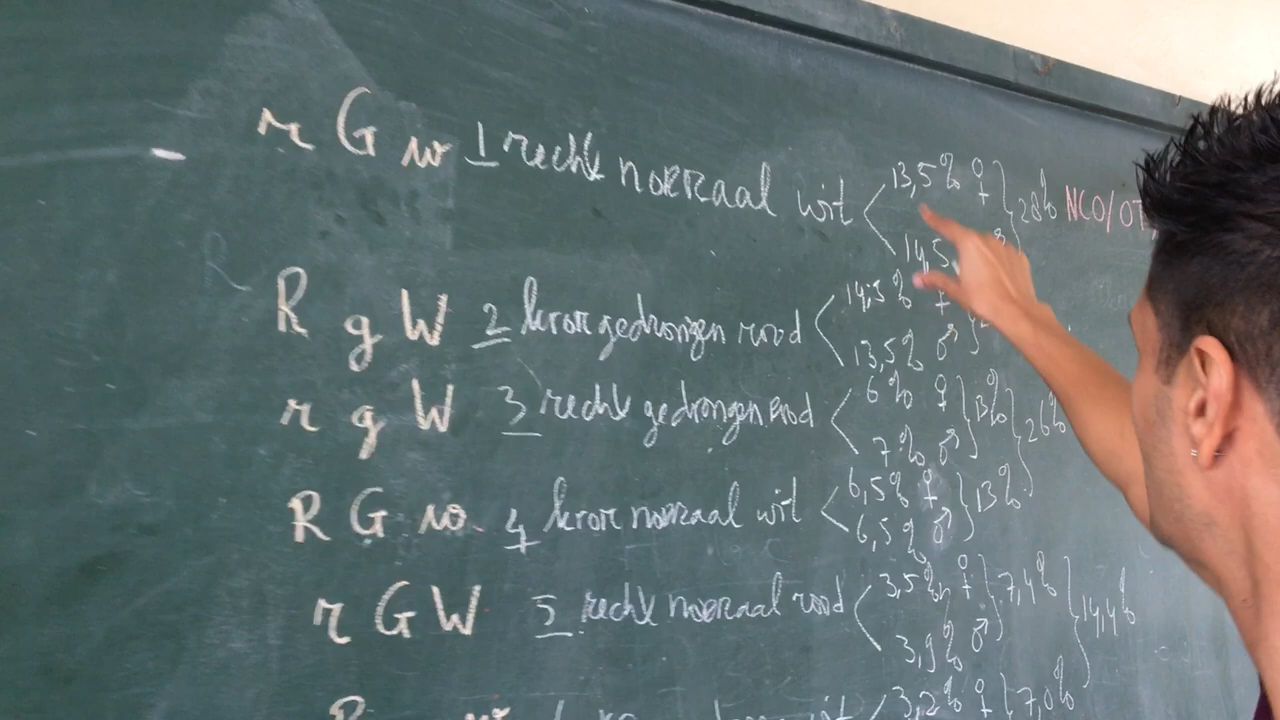 r G w 1 recht normaal wit 13,5% ♀ 28% NCO/OT
14,5
R g W 2 krom gedrongen rood 14,5% ♀
13,5% ♂
r g W 3 recht gedrongen rood 6% ♀ 13% 26%
7% ♂
R G w 4 krom normaal wit 6,5% ♀ 13%
6,5% ♂
r G W 5 recht normaal rood 3,5% ♀ 7,4% 14,4%
3,9% ♂
3,2% ♀ 7,0%